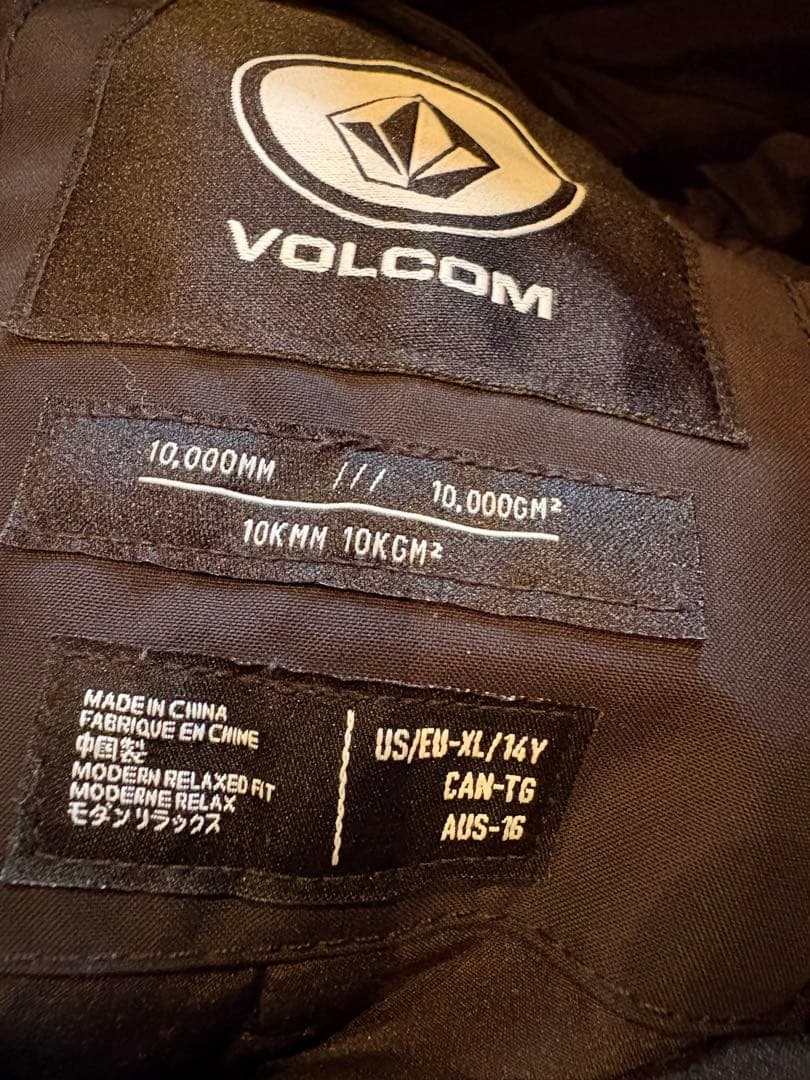 VOLCOM
10,000MM /// 10,000GM²
10KMM 10KGM²
MADE IN CHINA
FABRIQUE EN CHINE
中国製
MODERN RELAXED FIT
MODERNE RELAX
モダンリラックス
US/EU-XL/14Y
CAN-TG
AUS-16